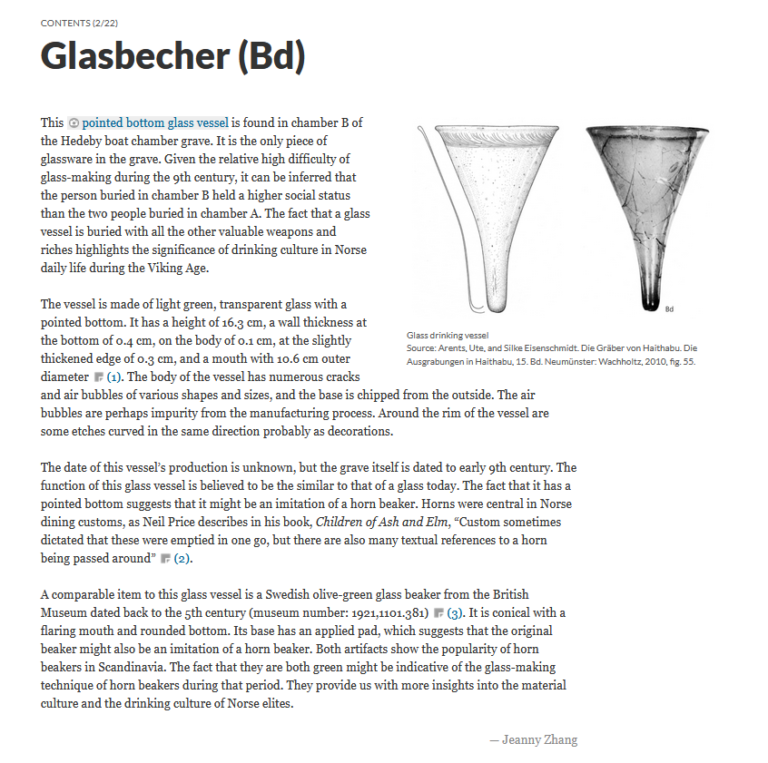 CONTENTS (2/22)
Glasbecher (Bd)
This pointed bottom glass vessel is found in chamber B of
the Hedeby boat chamber grave. It is the only piece of
glassware in the grave. Given the relative high difficulty of
glass-making during the 9th century, it can be inferred that
the person buried in chamber B held a higher social status
than the two people buried in chamber A. The fact that a glass
vessel is buried with all the other valuable weapons and
riches highlights the significance of drinking culture in Norse
daily life during the Viking Age.
Bd
Glass drinking vessel
Source: Arents, Ute, and Silke Eisenschmidt. Die Gräber von Haithabu. Die
Ausgrabungen in Haithabu, 15. Bd. Neumünster: Wachholtz, 2010, fig. 55.
The vessel is made of light green, transparent glass with a
pointed bottom. It has a height of 16.3 cm, a wall thickness at
the bottom of 0.4 cm, on the body of 0.1 cm, at the slightly
thickened edge of 0.3 cm, and a mouth with 10.6 cm outer
diameter (1). The body of the vessel has numerous cracks
and air bubbles of various shapes and sizes, and the base is chipped from the outside. The air
bubbles are perhaps impurity from the manufacturing process. Around the rim of the vessel are
some etches curved in the same direction probably as decorations.
The date of this vessel's production is unknown, but the grave itself is dated to early 9th century. The
function of this glass vessel is believed to be the similar to that of a glass today. The fact that it has a
pointed bottom suggests that it might be an imitation of a horn beaker. Horns were central in Norse
dining customs, as Neil Price describes in his book, Children of Ash and Elm, “Custom sometimes
dictated that these were emptied in one go, but there are also many textual references to a horn
being passed around” (2).
A comparable item to this glass vessel is a Swedish olive-green glass beaker from the British
Museum dated back to the 5th century (museum number: 1921,1101.381) (3). It is conical with a
flaring mouth and rounded bottom. Its base has an applied pad, which suggests that the original
beaker might also be an imitation of a horn beaker. Both artifacts show the popularity of horn
beakers in Scandinavia. The fact that they are both green might be indicative of the glass-making
technique of horn beakers during that period. They provide us with more insights into the material
culture and the drinking culture of Norse elites.
— Jeanny Zhang